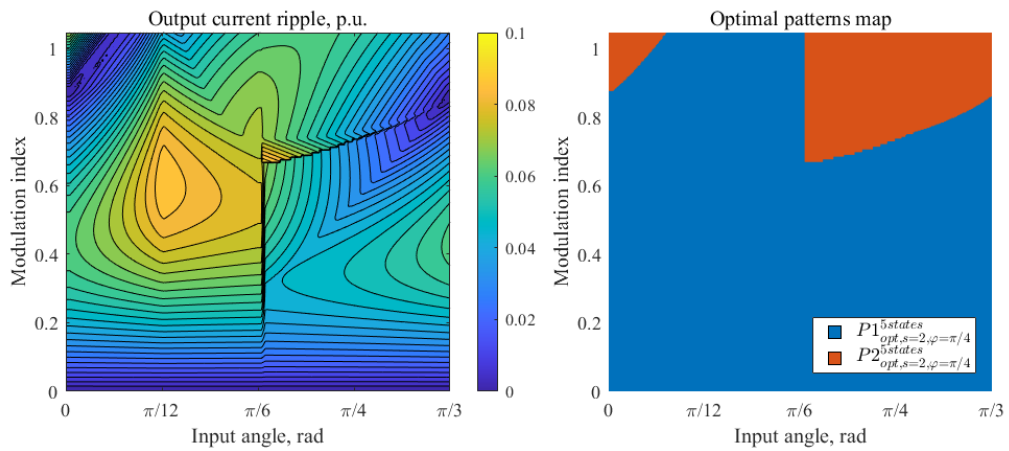 Output current ripple, p.u.
Modulation index
1
0.8
0.6
0.4
0.2
0
0
π/12
π/6
π/4
π/3
Input angle, rad
0.1
0.08
0.06
0.04
0.02
0
Optimal patterns map
Modulation index
1
0.8
0.6
0.4
0.2
0
P1^{5states}_{opt,s=2,φ=π/4}
P2^{5states}_{opt,s=2,φ=π/4}
0
π/12
π/6
π/4
π/3
Input angle, rad